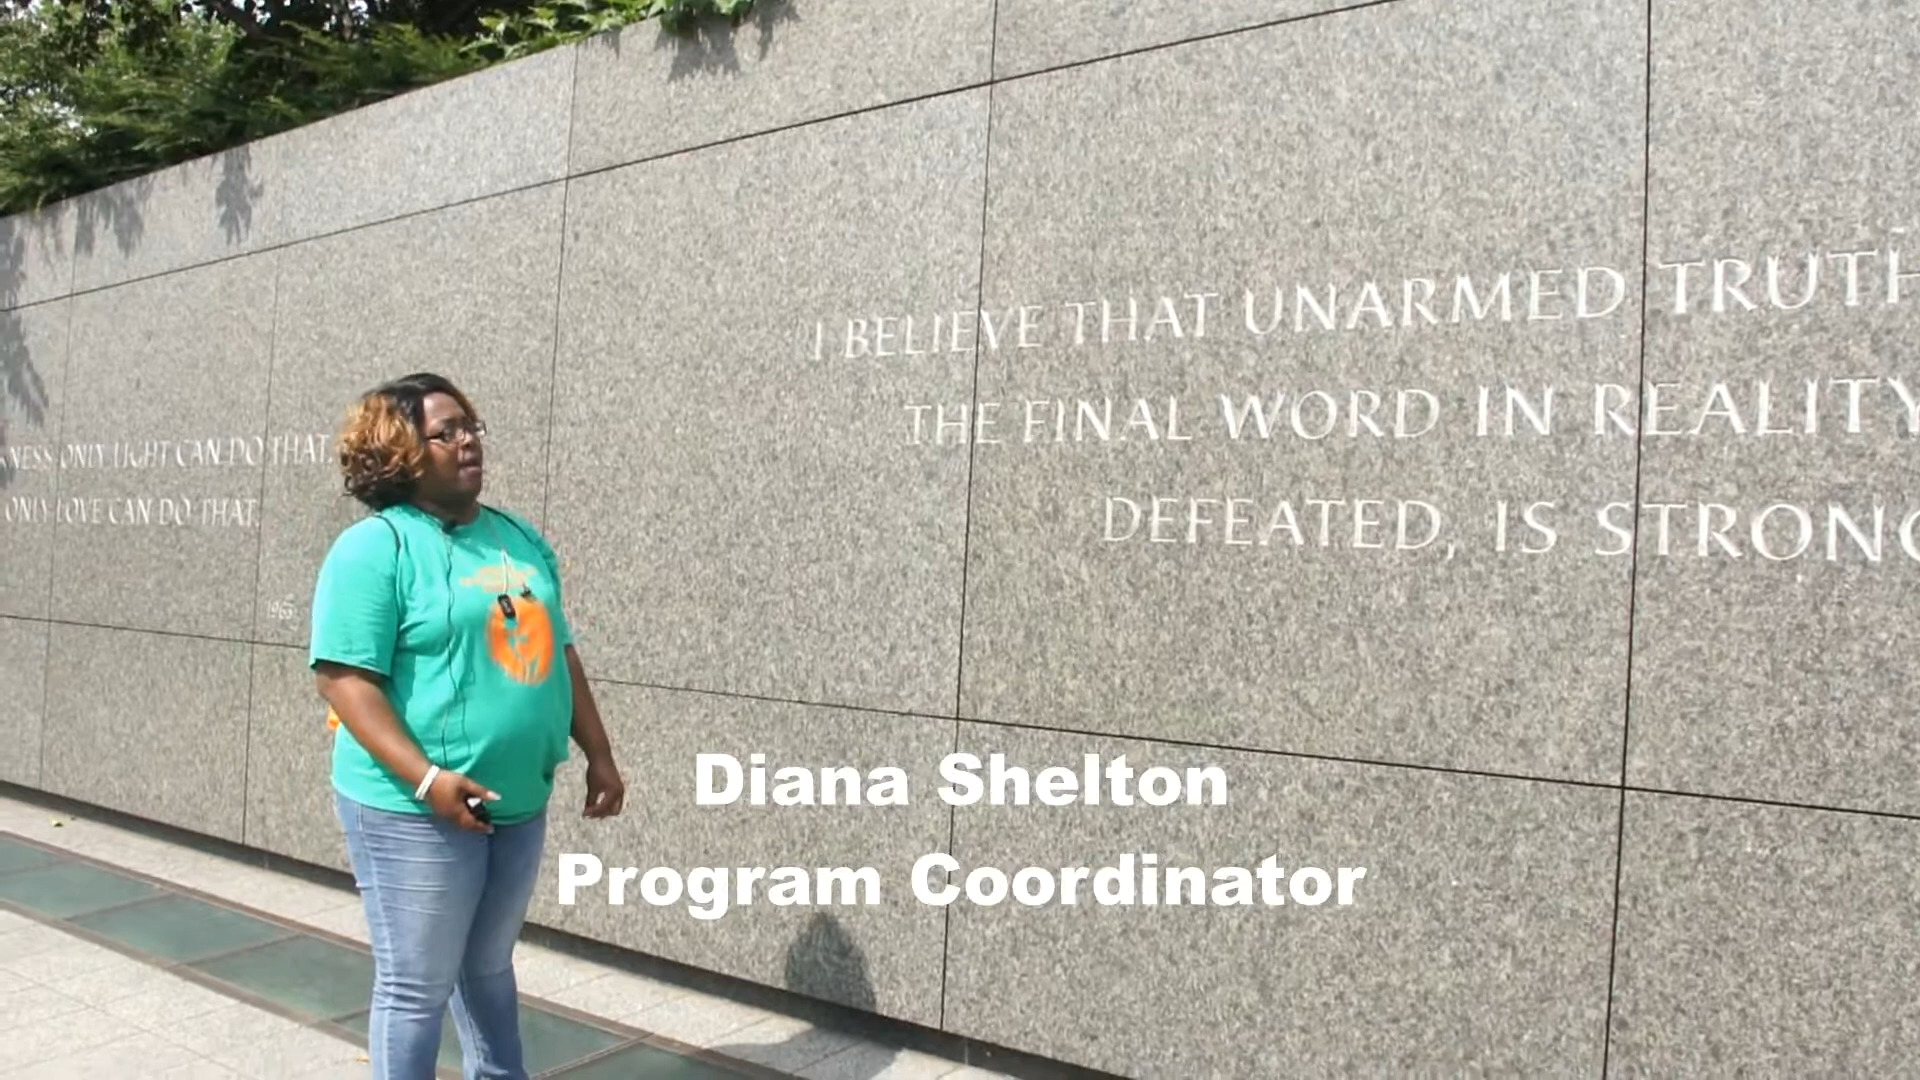 I BELIEVE THAT UNARMED TRUTH
THE FINAL WORD IN REALITY
DEFEATED, IS STRONG
NESS ONLY LIGHT CAN DO THAT
ONLY LOVE CAN DO THAT
1963
Diana Shelton
Program Coordinator